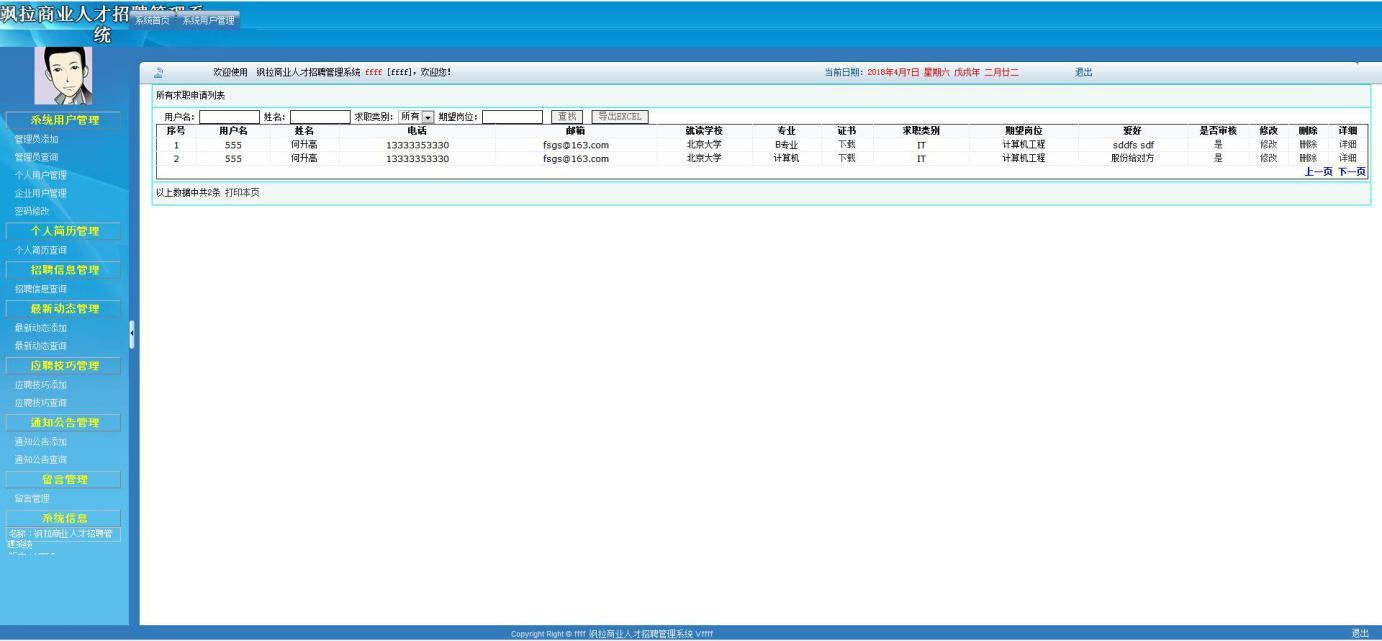 飒拉商业人才招聘管理系
统
系统首页 系统用户管理
欢迎使用 飒拉商业人才招聘管理系统 ffff [ffff]，欢迎您!
当前日期： 2018年4月7日 星期六 戊戌年 二月廿二
退出
系统用户管理
管理员添加
管理员查询
个人用户管理
企业用户管理
密码修改
个人简历管理
个人简历查询
招聘信息管理
招聘信息查询
最新动态管理
最新动态添加
最新动态查询
应聘技巧管理
应聘技巧添加
应聘技巧查询
通知公告管理
通知公告添加
通知公告查询
留言管理
留言管理
系统信息
名称：飒拉商业人才招聘管
理系统
所有求职申请列表
用户名： 姓名： 求职类别： 所有 期望岗位： 查找 导出EXCEL
序号 用户名 姓名 电话 邮箱 就读学校 专业 证书 求职类别 期望岗位 爱好 是否审核 修改 删除 详细
1 555 何升高 13333353330 fsgs@163.com 北京大学 B专业 下载 IT 计算机工程 sddfs sdf 是 修改 删除 详细
2 555 何升高 13333353330 fsgs@163.com 北京大学 计算机 下载 IT 计算机工程 股份给对方 是 修改 删除 详细
上一页 下一页
以上数据中共2条 打印本页
Copyright Right © ffff 飒拉商业人才招聘管理系统 Vffff
退出